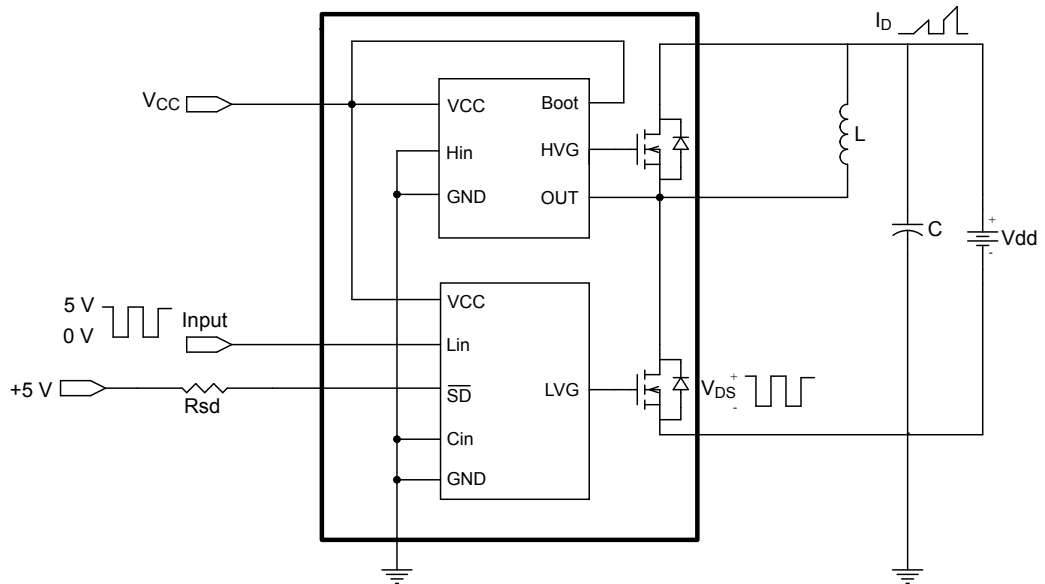 I_D
V_CC
VCC
Boot
Hin
HVG
GND
OUT
L
C
+
Vdd
-
VCC
5 V
Input
0 V
Lin
+5 V
Rsd
SD
LVG
V_DS
+
-
Cin
GND